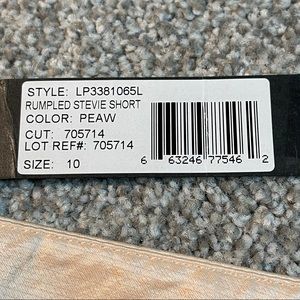 STYLE: LP3381065L
RUMPLED STEVIE SHORT
COLOR: PEAW
CUT: 705714
LOT REF#: 705714
SIZE: 10
6 63246 77546 2